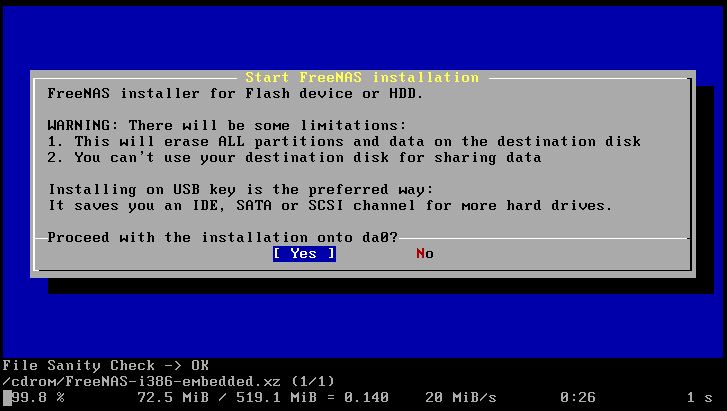 Start FreeNAS installation
FreeNAS installer for Flash device or HDD.
WARNING: There will be some limitations:
1. This will erase ALL partitions and data on the destination disk
2. You can't use your destination disk for sharing data
Installing on USB key is the preferred way:
It saves you an IDE, SATA or SCSI channel for more hard drives.
Proceed with the installation onto da0?
[ Yes ] No
File Sanity Check -> OK
/cdrom/FreeNAS-i386-embedded.xz (1/1)
99.8 % 72.5 MiB / 519.1 MiB = 0.140 20 MiB/s 0:26 1 s